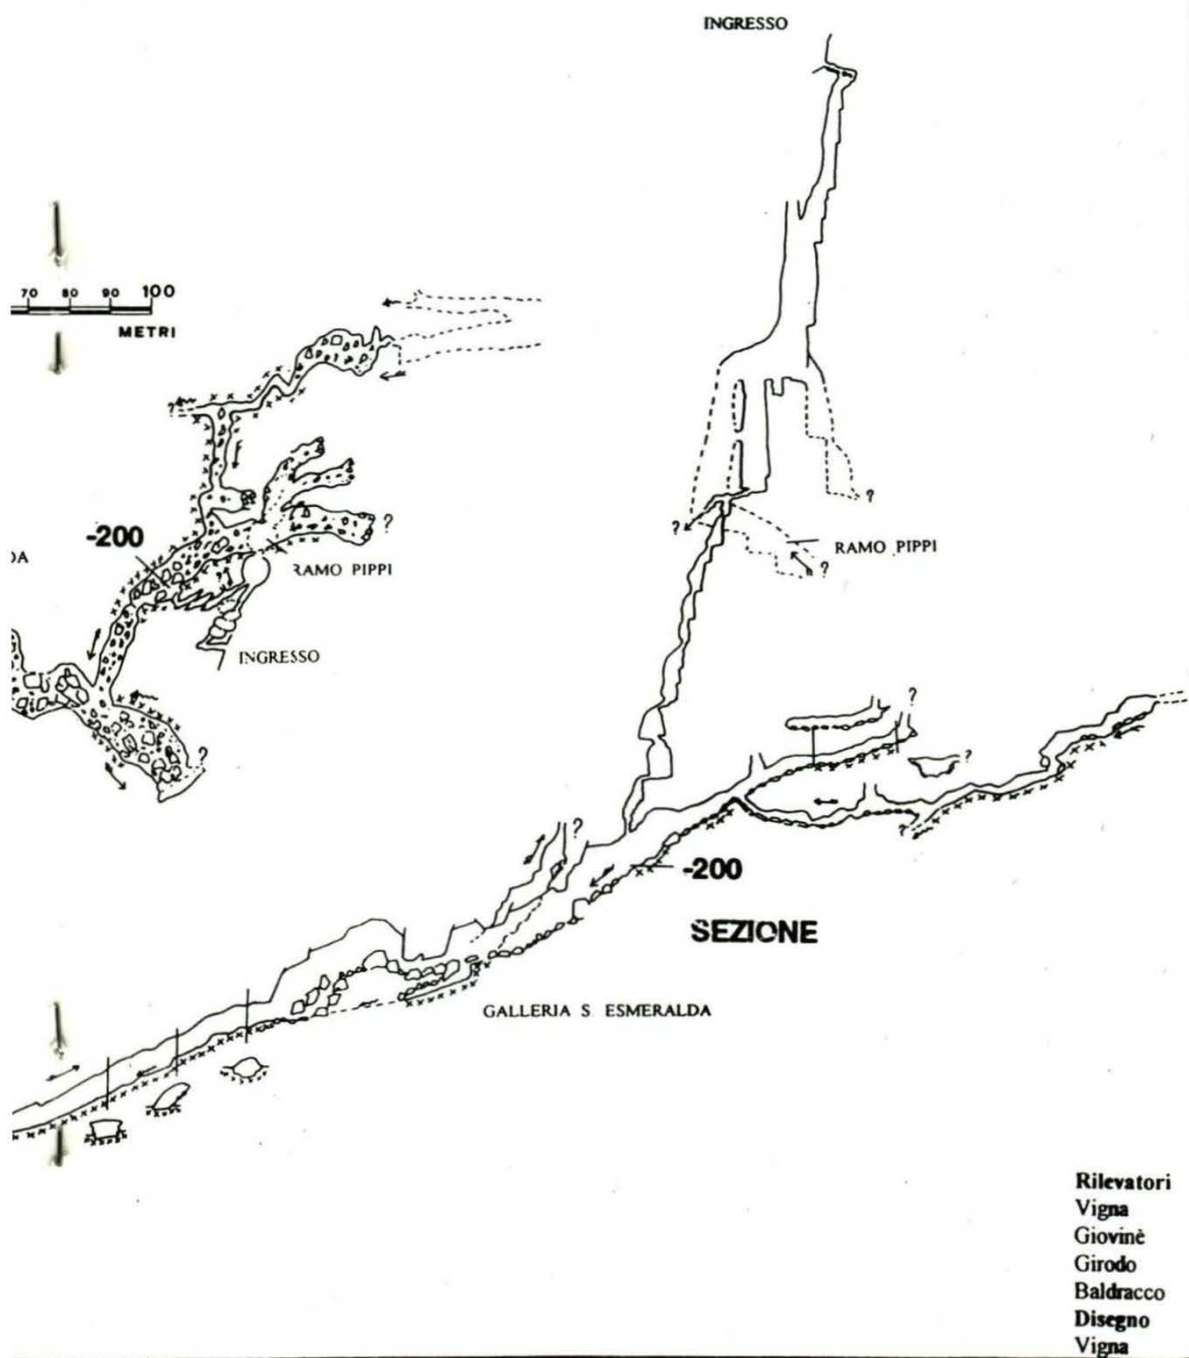 INGRESSO
70 80 90 100
METRI
?
?
-200
DA
RAMO PIPPI
INGRESSO
?
?
?
RAMO PIPPI
?
?
?
?
?
-200
SEZIONE
GALLERIA S. ESMERALDA
Rilevatori
Vigna
Giovinè
Girodo
Baldracco
Disegno
Vigna